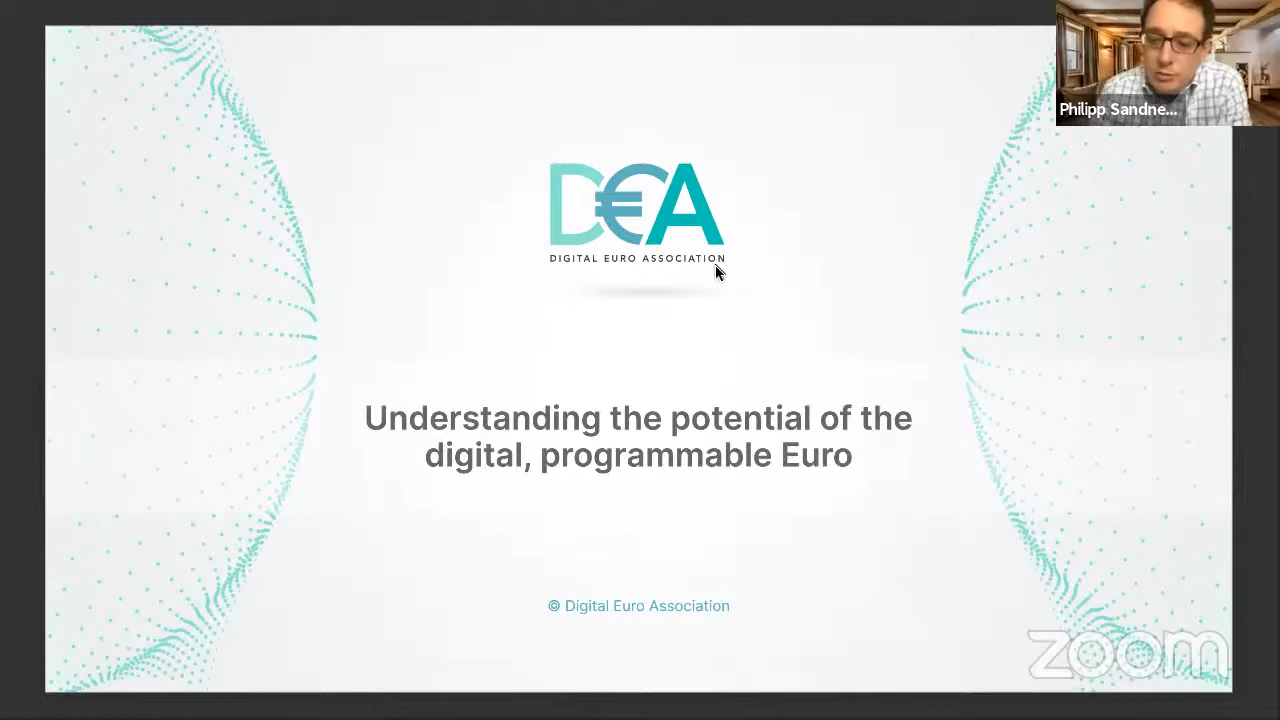 Philipp Sandne...
D€A
DIGITAL EURO ASSOCIATION
Understanding the potential of the
digital, programmable Euro
© Digital Euro Association
zoom